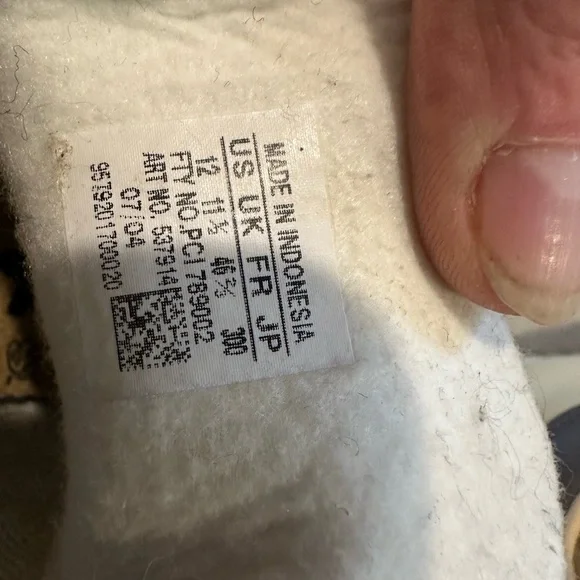 MADE IN INDONESIA
US UK FR JP
12 11½ 46⅔ 300
FTY NO PCI 789002
ART NO. 537914
07/04
9579201700020